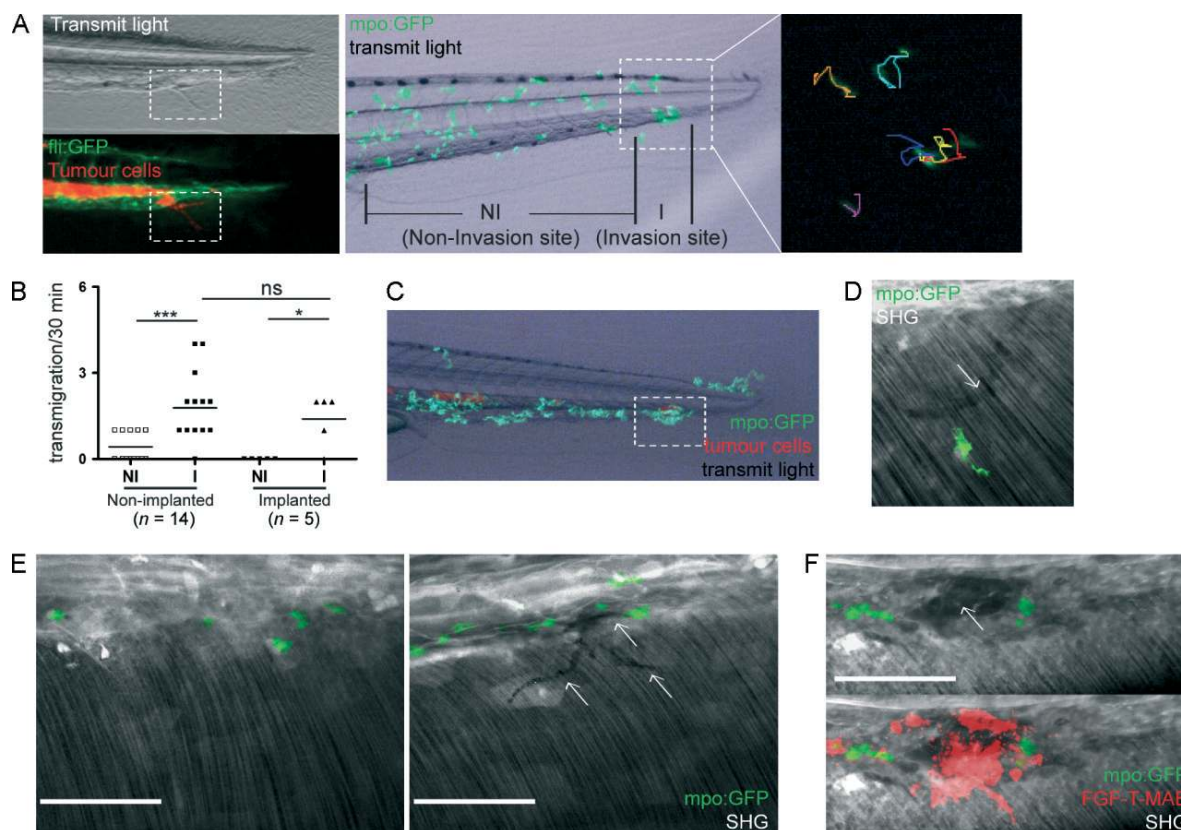 A
Transmit light
fli:GFP
Tumour cells
mpo:GFP
transmit light
NI
I
(Non-Invasion site)
(Invasion site)
B
transmigration/30 min
6
3
0
***
ns
*
NI
I
NI
I
Non-implanted
(n = 14)
Implanted
(n = 5)
C
mpo:GFP
tumour cells
transmit light
D
mpo:GFP
SHG
E
mpo:GFP
SHG
F
mpo:GFP
FGF-T-MAE
SHG